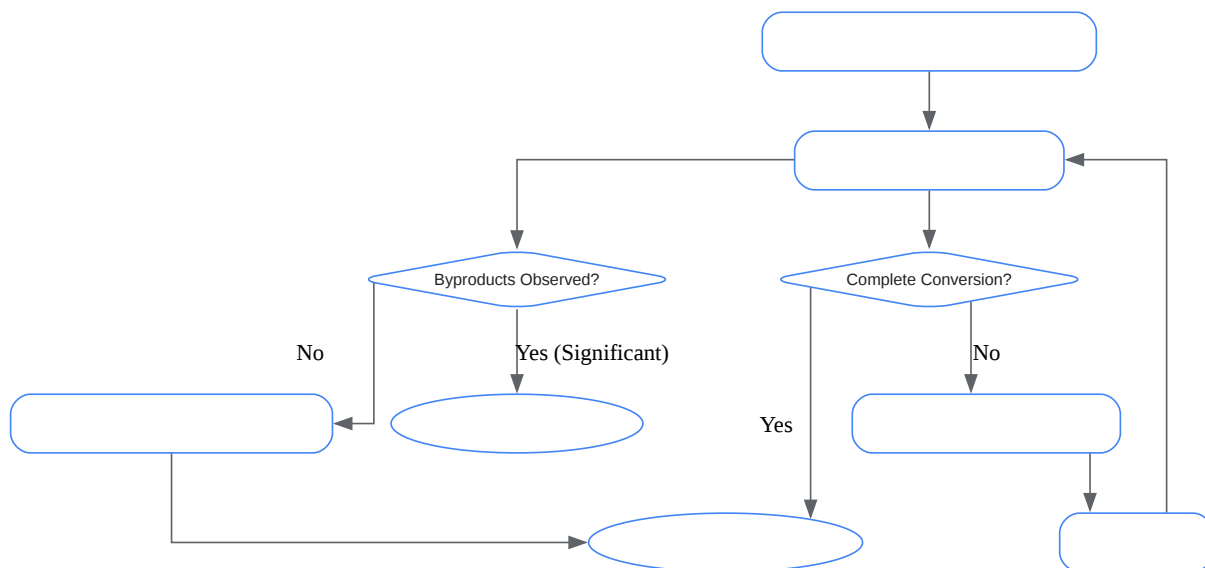 Byproducts Observed?
Complete Conversion?
No
Yes (Significant)
No
Yes